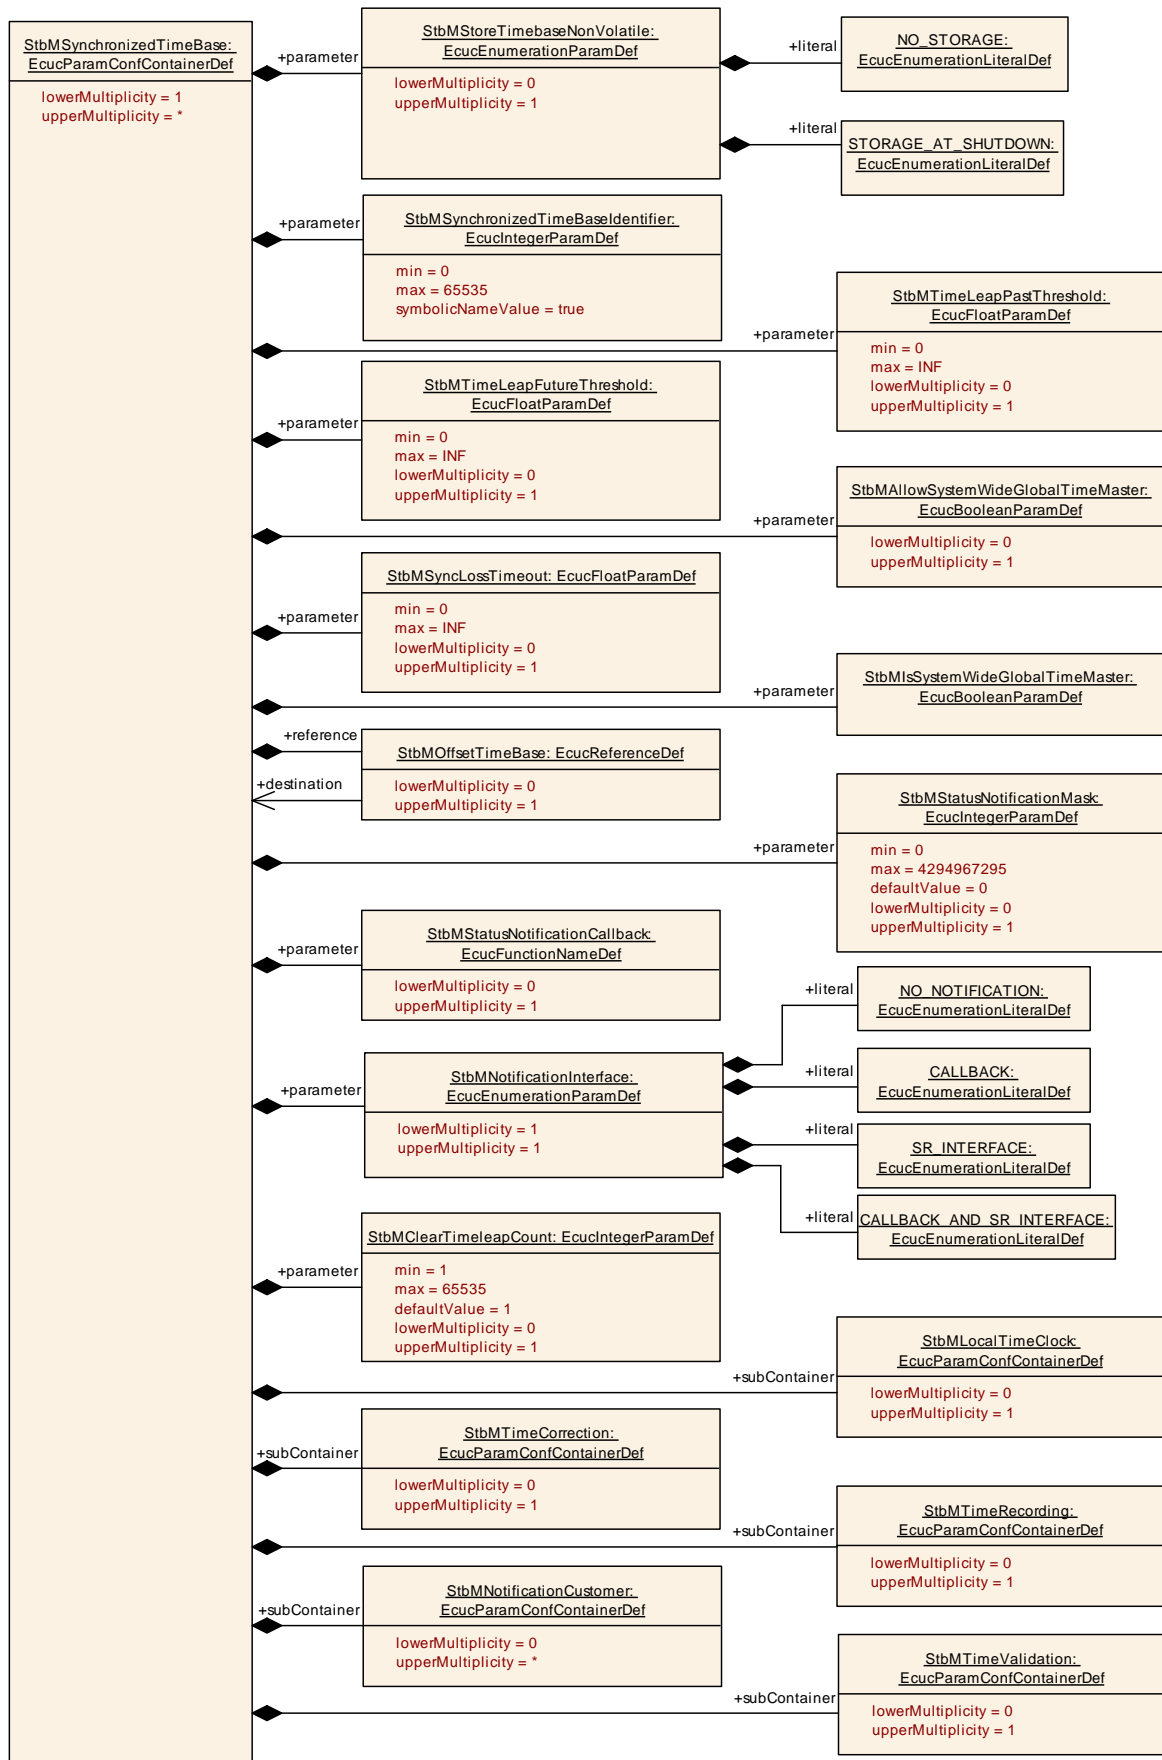 StbMSynchronizedTimeBase:
EcucParamConfContainerDef
lowerMultiplicity = 1
upperMultiplicity = *
+parameter
StbMStoreTimebaseNonVolatile:
EcucEnumerationParamDef
lowerMultiplicity = 0
upperMultiplicity = 1
+literal
NO_STORAGE:
EcucEnumerationLiteralDef
+literal
STORAGE_AT_SHUTDOWN:
EcucEnumerationLiteralDef
+parameter
StbMSynchronizedTimeBaseIdentifier:
EcucIntegerParamDef
min = 0
max = 65535
symbolicNameValue = true
+parameter
StbMTimeLeapPastThreshold:
EcucFloatParamDef
min = 0
max = INF
lowerMultiplicity = 0
upperMultiplicity = 1
+parameter
StbMTimeLeapFutureThreshold:
EcucFloatParamDef
min = 0
max = INF
lowerMultiplicity = 0
upperMultiplicity = 1
+parameter
StbMAllowSystemWideGlobalTimeMaster:
EcucBooleanParamDef
lowerMultiplicity = 0
upperMultiplicity = 1
+parameter
StbMSyncLossTimeout: EcucFloatParamDef
min = 0
max = INF
lowerMultiplicity = 0
upperMultiplicity = 1
+parameter
StbMIsSystemWideGlobalTimeMaster:
EcucBooleanParamDef
+reference
+destination
StbMOffsetTimeBase: EcucReferenceDef
lowerMultiplicity = 0
upperMultiplicity = 1
+parameter
StbMStatusNotificationMask:
EcucIntegerParamDef
min = 0
max = 4294967295
defaultValue = 0
lowerMultiplicity = 0
upperMultiplicity = 1
+parameter
StbMStatusNotificationCallback:
EcucFunctionNameDef
lowerMultiplicity = 0
upperMultiplicity = 1
+parameter
StbMNotificationInterface:
EcucEnumerationParamDef
lowerMultiplicity = 1
upperMultiplicity = 1
+literal
NO_NOTIFICATION:
EcucEnumerationLiteralDef
+literal
CALLBACK:
EcucEnumerationLiteralDef
+literal
SR_INTERFACE:
EcucEnumerationLiteralDef
+literal
CALLBACK_AND_SR_INTERFACE:
EcucEnumerationLiteralDef
+parameter
StbMClearTimeleapCount: EcucIntegerParamDef
min = 1
max = 65535
defaultValue = 1
lowerMultiplicity = 0
upperMultiplicity = 1
+subContainer
StbMLocalTimeClock:
EcucParamConfContainerDef
lowerMultiplicity = 0
upperMultiplicity = 1
+subContainer
StbMTimeCorrection:
EcucParamConfContainerDef
lowerMultiplicity = 0
upperMultiplicity = 1
+subContainer
StbMTimeRecording:
EcucParamConfContainerDef
lowerMultiplicity = 0
upperMultiplicity = 1
+subContainer
StbMNotificationCustomer:
EcucParamConfContainerDef
lowerMultiplicity = 0
upperMultiplicity = *
+subContainer
StbMTimeValidation:
EcucParamConfContainerDef
lowerMultiplicity = 0
upperMultiplicity = 1